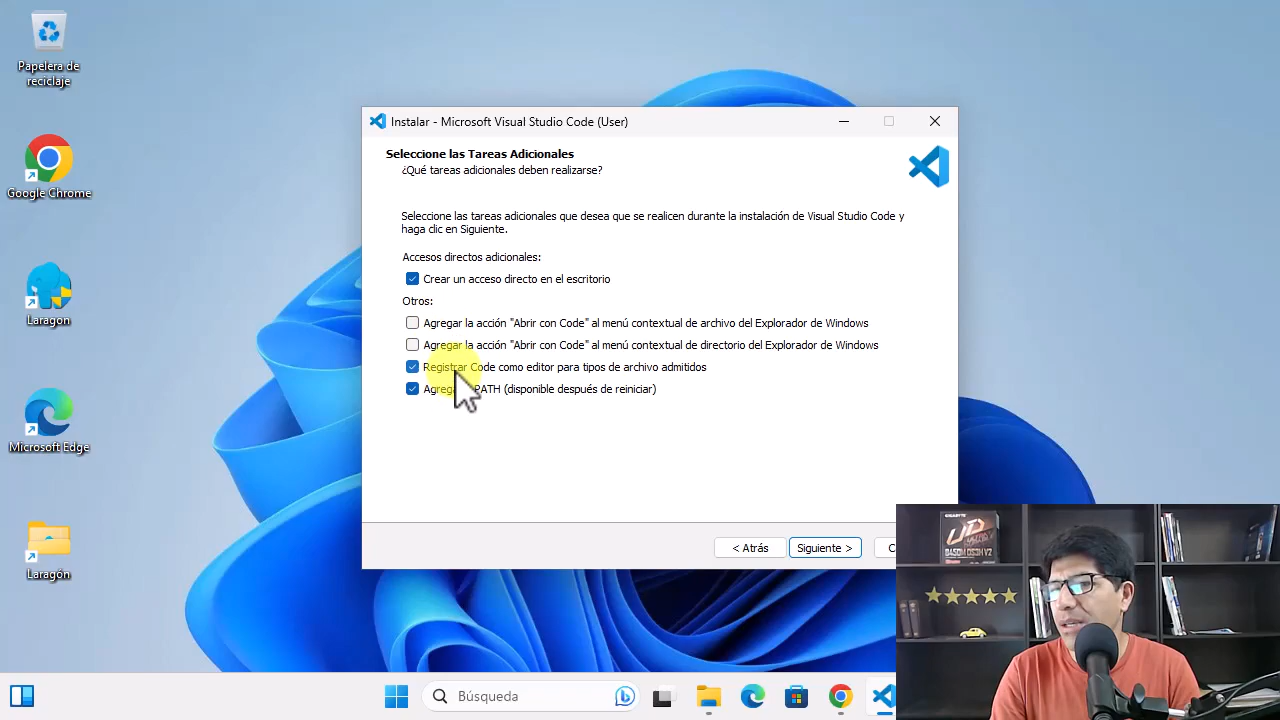 Papelera de
reciclaje
Google Chrome
Laragon
Microsoft Edge
Laragón
Instalar - Microsoft Visual Studio Code (User)
Seleccione las Tareas Adicionales
¿Qué tareas adicionales deben realizarse?
Seleccione las tareas adicionales que desea que se realicen durante la instalación de Visual Studio Code y
haga clic en Siguiente.
Accesos directos adicionales:
Crear un acceso directo en el escritorio
Otros:
Agregar la acción "Abrir con Code" al menú contextual de archivo del Explorador de Windows
Agregar la acción "Abrir con Code" al menú contextual de directorio del Explorador de Windows
Registrar Code como editor para tipos de archivo admitidos
PATH (disponible después de reiniciar)
< Atrás
Siguiente >
Búsqueda
GIGABYTE
UD
B450M DS3H V2